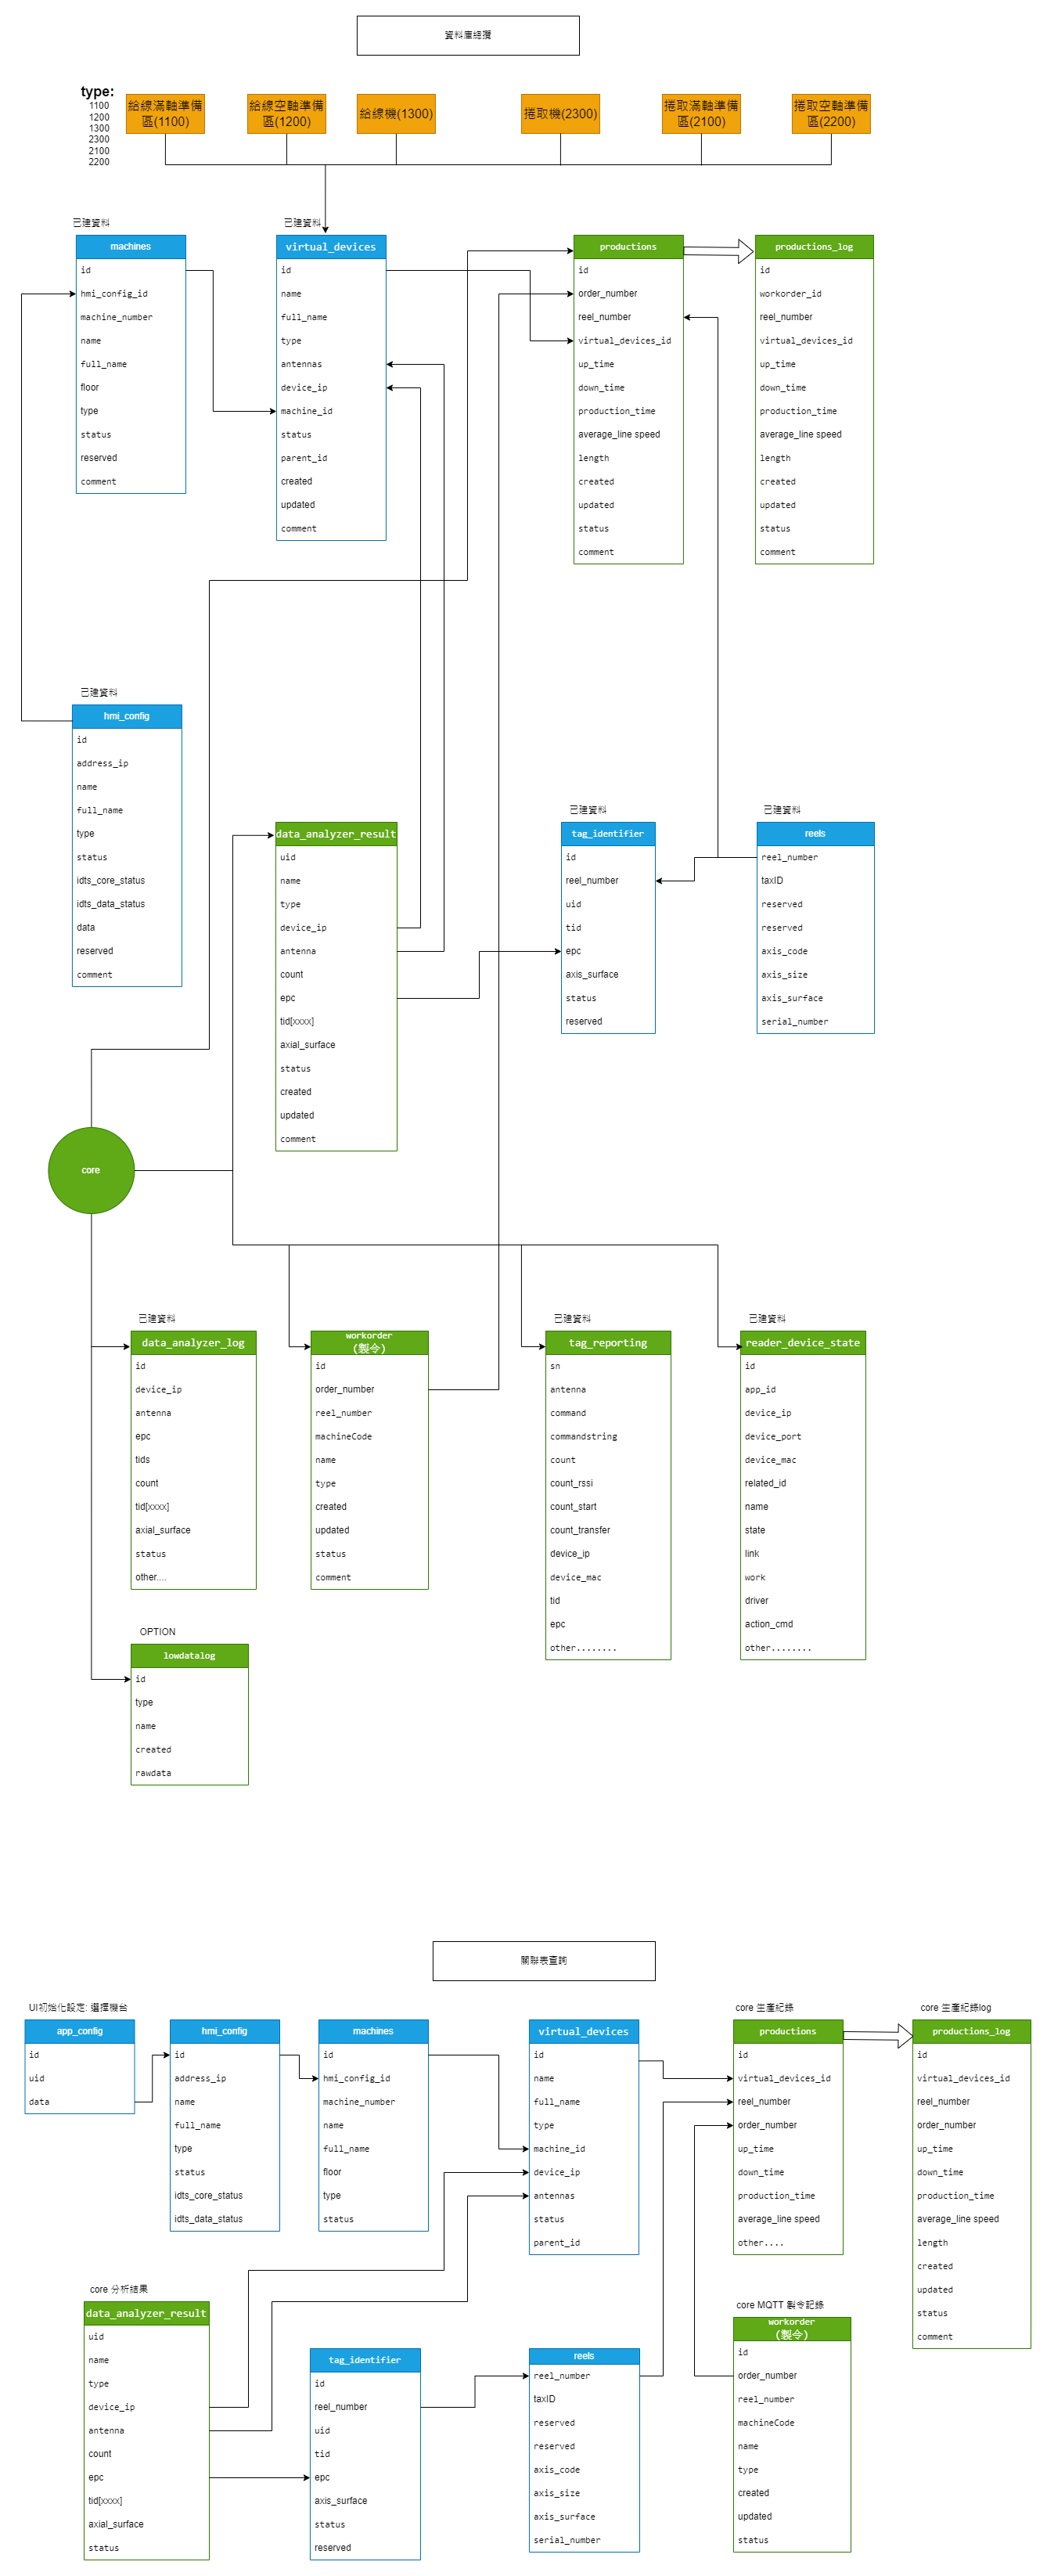 資料庫總攬
type:
1100
1200
1300
2300
2100
2200
給線滿軸準備
區(1100)
給線空軸準備
區(1200)
給線機(1300)
捲取機(2300)
捲取滿軸準備
區(2100)
捲取空軸準備
區(2200)
已建資料
machines
id
hmi_config_id
machine_number
name
full_name
floor
type
status
reserved
comment
已建資料
virtual_devices
id
name
full_name
type
antennas
device_ip
machine_id
status
parent_id
created
updated
comment
productions
id
order_number
reel_number
virtual_devices_id
up_time
down_time
production_time
average_line speed
length
created
updated
status
comment
productions_log
id
workorder_id
reel_number
virtual_devices_id
up_time
down_time
production_time
average_line speed
length
created
updated
status
comment
已建資料
hmi_config
id
address_ip
name
full_name
type
status
idts_core_status
idts_data_status
data
reserved
comment
data_analyzer_result
uid
name
type
device_ip
antenna
count
epc
tid[xxxx]
axial_surface
status
created
updated
comment
已建資料
tag_identifier
id
reel_number
uid
tid
epc
axis_surface
status
reserved
已建資料
reels
reel_number
taxID
reserved
reserved
axis_code
axis_size
axis_surface
serial_number
core
已建資料
data_analyzer_log
id
device_ip
antenna
epc
tids
count
tid[xxxx]
axial_surface
status
other....
workorder
(製令)
id
order_number
reel_number
machineCode
name
type
created
updated
status
comment
已建資料
tag_reporting
sn
antenna
command
commandstring
count
count_rssi
count_start
count_transfer
device_ip
device_mac
tid
epc
other........
已建資料
reader_device_state
id
app_id
device_ip
device_port
device_mac
related_id
name
state
link
work
driver
action_cmd
other........
OPTION
lowdatalog
id
type
name
created
rawdata
關聯表查詢
UI初始化設定: 選擇機台
app_config
id
uid
data
hmi_config
id
address_ip
name
full_name
type
status
idts_core_status
idts_data_status
machines
id
hmi_config_id
machine_number
name
full_name
floor
type
status
virtual_devices
id
name
full_name
type
machine_id
device_ip
antennas
status
parent_id
core 生產紀錄
productions
id
virtual_devices_id
reel_number
order_number
up_time
down_time
production_time
average_line speed
other....
core 生產紀錄log
productions_log
id
virtual_devices_id
reel_number
order_number
up_time
down_time
production_time
average_line speed
length
created
updated
status
comment
core 分析結果
data_analyzer_result
uid
name
type
device_ip
antenna
count
epc
tid[xxxx]
axial_surface
status
tag_identifier
id
reel_number
uid
tid
epc
axis_surface
status
reserved
reels
reel_number
taxID
reserved
reserved
axis_code
axis_size
axis_surface
serial_number
core MQTT 製令記錄
workorder
(製令)
id
order_number
reel_number
machineCode
name
type
created
updated
status